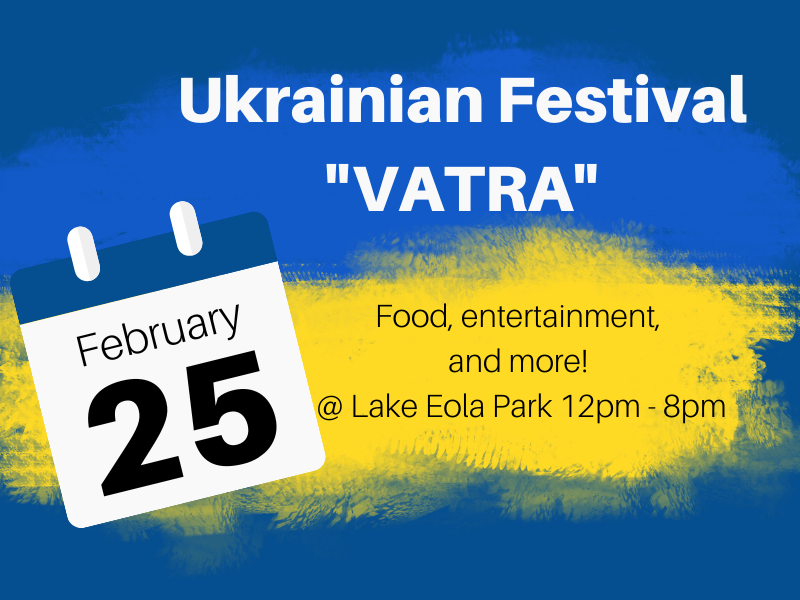 Ukrainian Festival
"VATRA"
February
25
Food, entertainment,
and more!
@ Lake Eola Park 12pm - 8pm